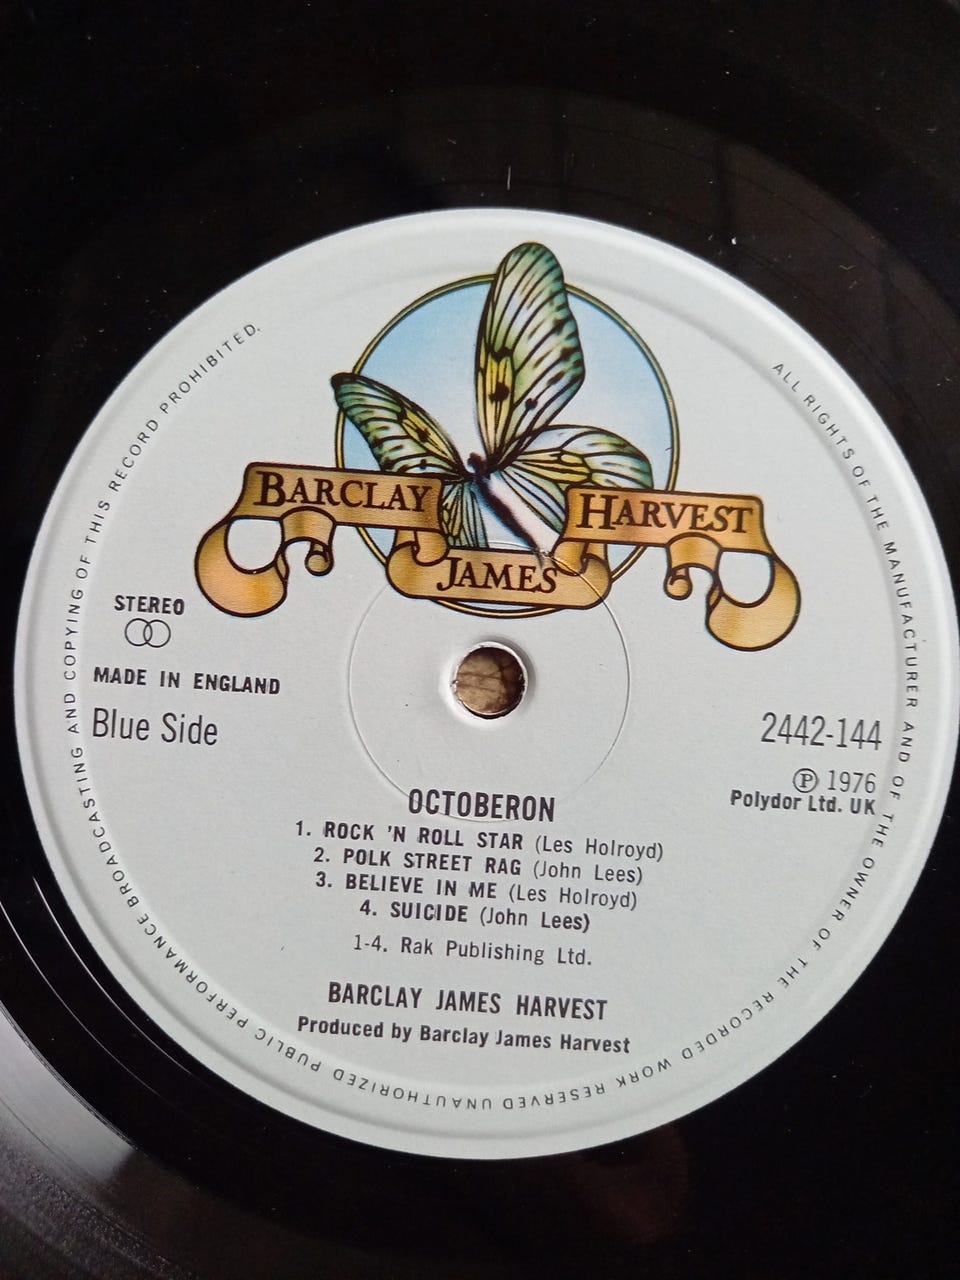 BARCLAY
JAMES
HARVEST
STEREO
MADE IN ENGLAND
Blue Side
2442-144
Ⓟ 1976
Polydor Ltd. UK
OCTOBERON
1. ROCK 'N ROLL STAR (Les Holroyd)
2. POLK STREET RAG (John Lees)
3. BELIEVE IN ME (Les Holroyd)
4. SUICIDE (John Lees)
1-4. Rak Publishing Ltd.
BARCLAY JAMES HARVEST
Produced by Barclay James Harvest
ALL RIGHTS OF THE MANUFACTURER AND OF THE OWNER OF THE RECORDED WORK RESERVED UNAUTHORIZED PUBLIC PERFORMANCE BROADCASTING AND COPYING OF THIS RECORD PROHIBITED.